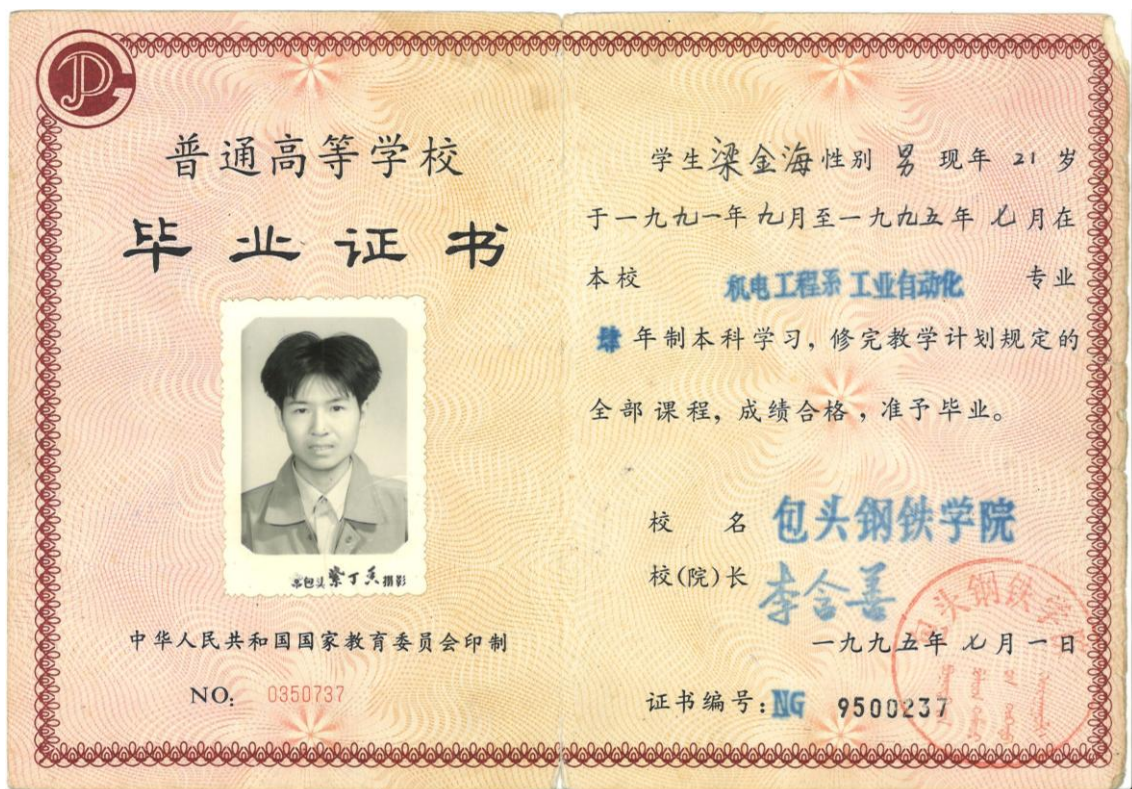 普通高等学校
毕业证书
紫丁香摄影
中华人民共和国国家教育委员会印制
NO: 0350737
学生梁金海性别 男 现年 21 岁
于一九九一年九月至一九九五年 七月在
本校 机电工程系 工业自动化 专业
肆年制本科学习, 修完教学计划规定的
全部课程, 成绩合格, 准予毕业。
校 名 包头钢铁学院
校(院)长 李含善
一九九五年 七月一日
证书编号: NG 9500237
包头钢铁学